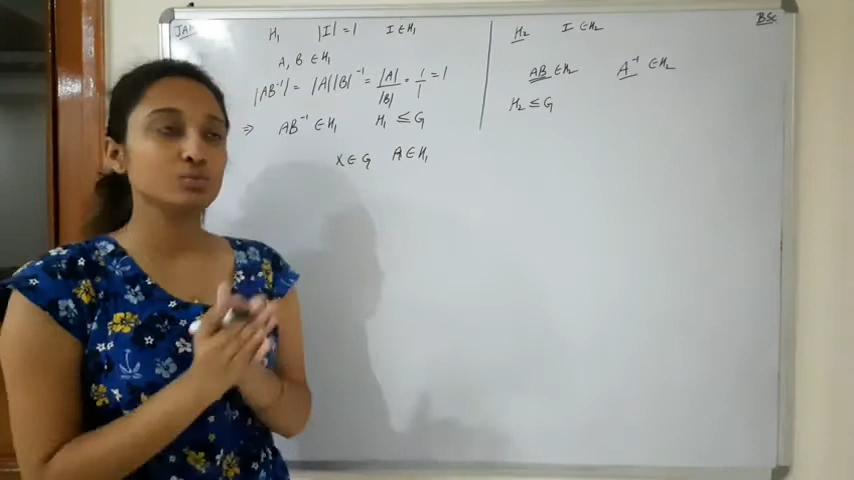 JAM
H₁ |I| = 1 I ∈ H₁
A, B ∈ H₁
|AB⁻¹| = |A||B|⁻¹ = |A|/|B| = 1/1 = 1
⇒ AB⁻¹ ∈ H₁ H₁ ≤ G
X ∈ G A ∈ H₁
BSc
H₂ I ∈ H₂
AB ∈ H₂ A⁻¹ ∈ H₂
H₂ ≤ G